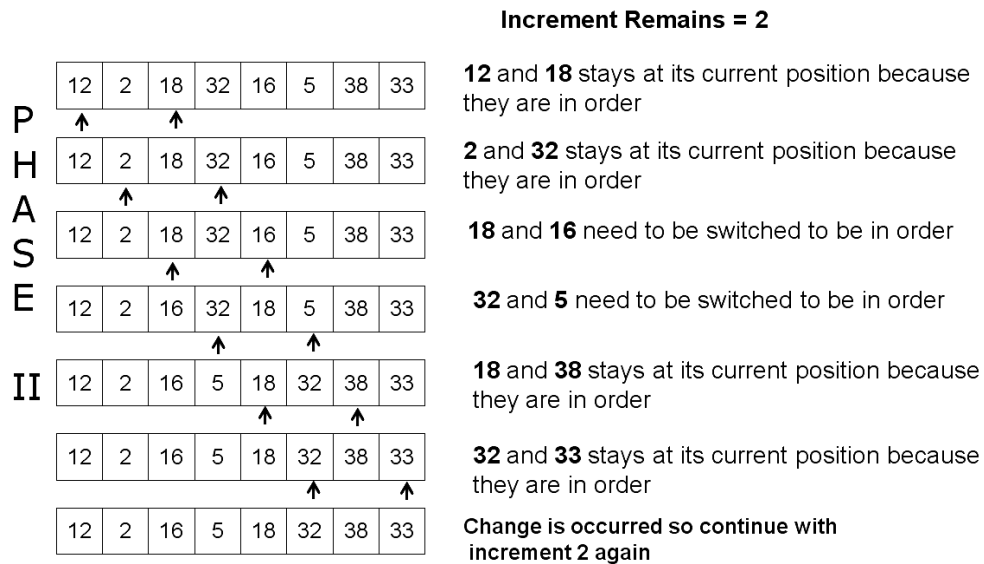 Increment Remains = 2
PHASE II
12 2 18 32 16 5 38 33
12 and 18 stays at its current position because
they are in order
12 2 18 32 16 5 38 33
2 and 32 stays at its current position because
they are in order
12 2 18 32 16 5 38 33
18 and 16 need to be switched to be in order
12 2 16 32 18 5 38 33
32 and 5 need to be switched to be in order
12 2 16 5 18 32 38 33
18 and 38 stays at its current position because
they are in order
12 2 16 5 18 32 38 33
32 and 33 stays at its current position because
they are in order
12 2 16 5 18 32 38 33
Change is occurred so continue with
increment 2 again